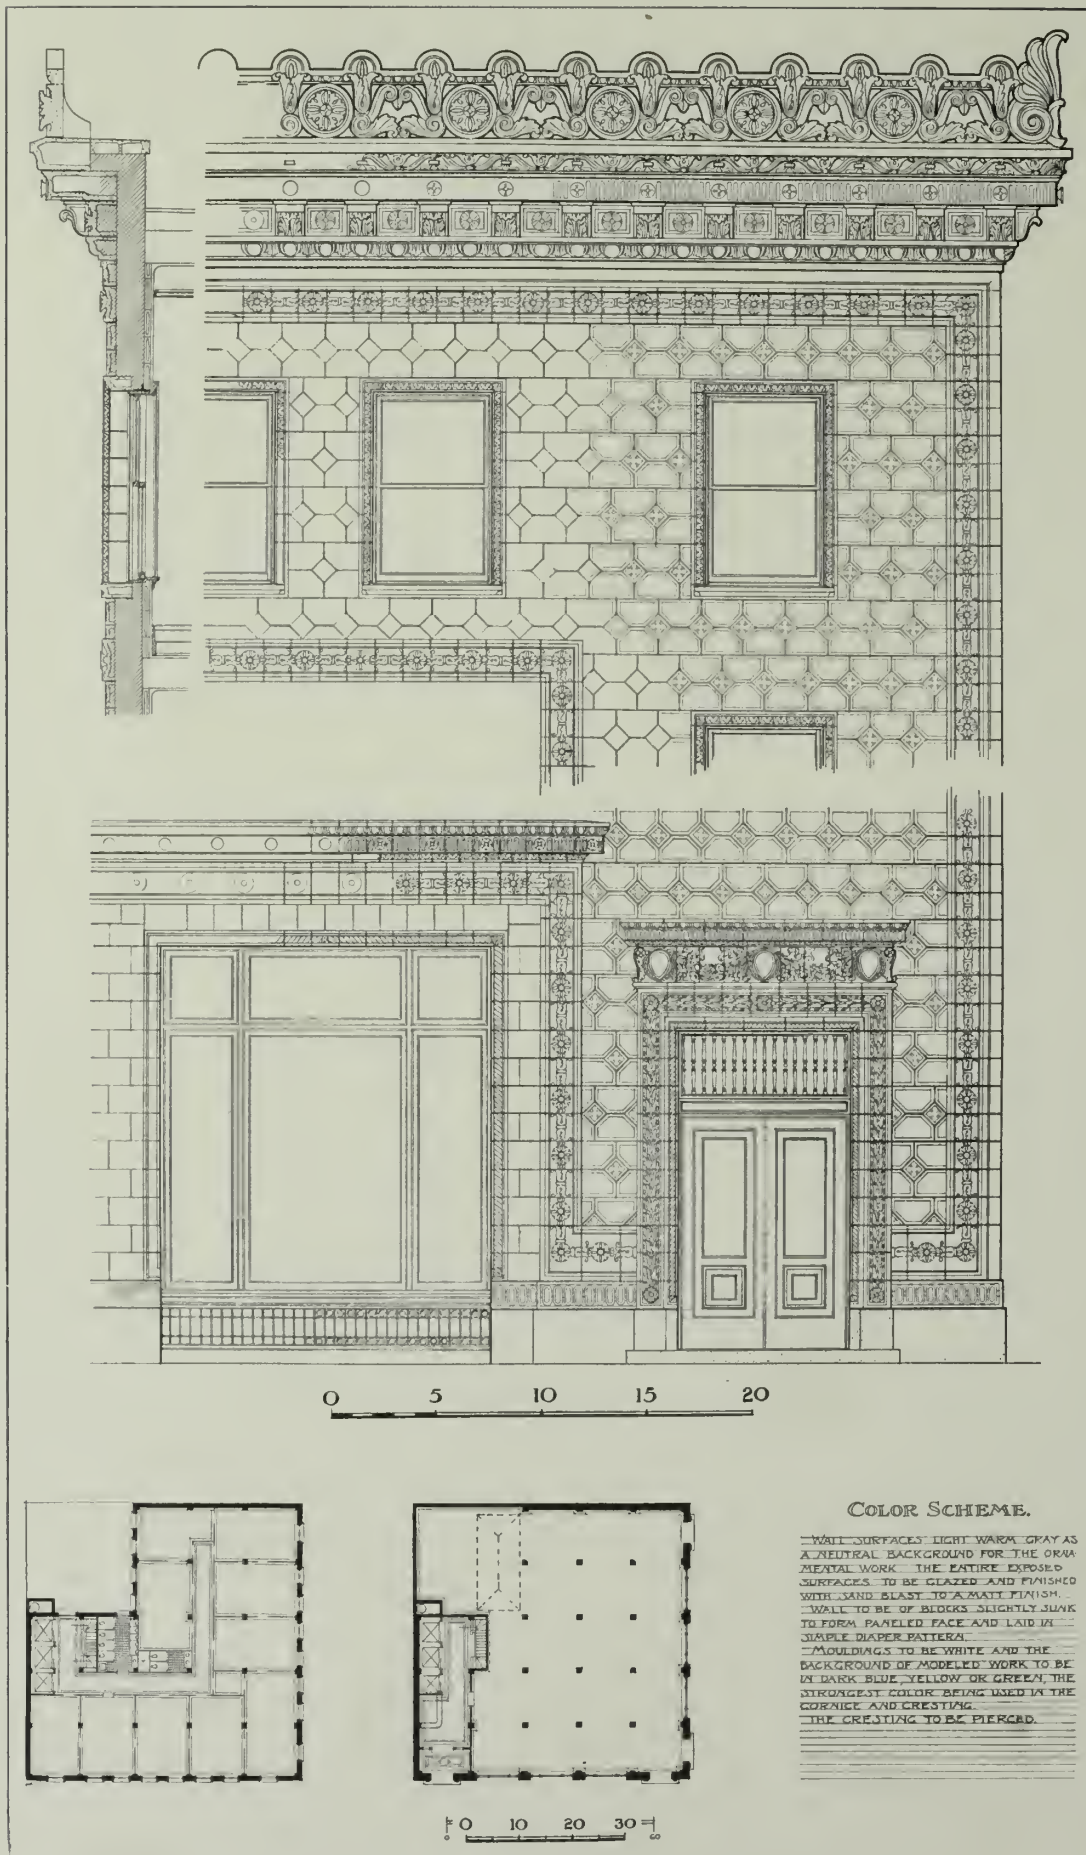 0 5 10 15 20
COLOR SCHEME.
WALL SURFACES LIGHT WARM GRAY AS
A NEUTRAL BACKGROUND FOR THE ORNA-
MENTAL WORK THE ENTIRE EXPOSED
SURFACES TO BE GLAZED AND FINISHED
WITH SAND BLAST TO A MATT FINISH.
WALL TO BE OF BLOCKS SLIGHTLY SUNK
TO FORM PANELED FACE AND LAID IN
SIMPLE DIAPER PATTERN.
MOULDINGS TO BE WHITE AND THE
BACKGROUND OF MODELED WORK TO BE
IN DARK BLUE, YELLOW OR GREEN, THE
STRONGEST COLOR BEING USED IN THE
CORNICE AND CRESTING.
THE CRESTING TO BE PIERCED.
0 10 20 30